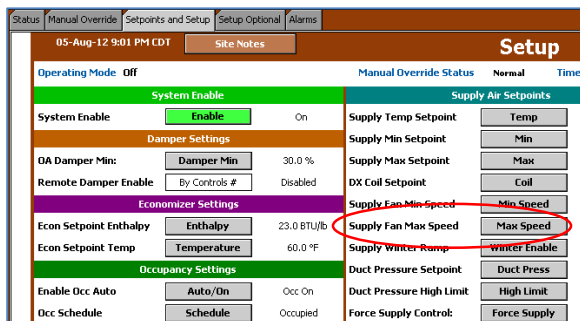 Status Manual Override Setpoints and Setup Setup Optional Alarms
05-Aug-12 9:01 PM CDT Site Notes Setup
Operating Mode Off Manual Override Status Normal Time
System Enable Supply Air Setpoints
System Enable Enable On Supply Temp Setpoint Temp
Damper Settings Supply Min Setpoint Min
OA Damper Min: Damper Min 30.0 % Supply Max Setpoint Max
Remote Damper Enable By Controls # Disabled DX Coil Setpoint Coil
Economizer Settings Supply Fan Min Speed Min Speed
Econ Setpoint Enthalpy Enthalpy 23.0 BTU/lb Supply Fan Max Speed Max Speed
Econ Setpoint Temp Temperature 60.0 °F Supply Winter Ramp Winter Enable
Occupancy Settings Duct Pressure Setpoint Duct Press
Enable Occ Auto Auto/On Occ On Duct Pressure High Limit High Limit
Occ Schedule Schedule Occupied Force Supply Control: Force Supply